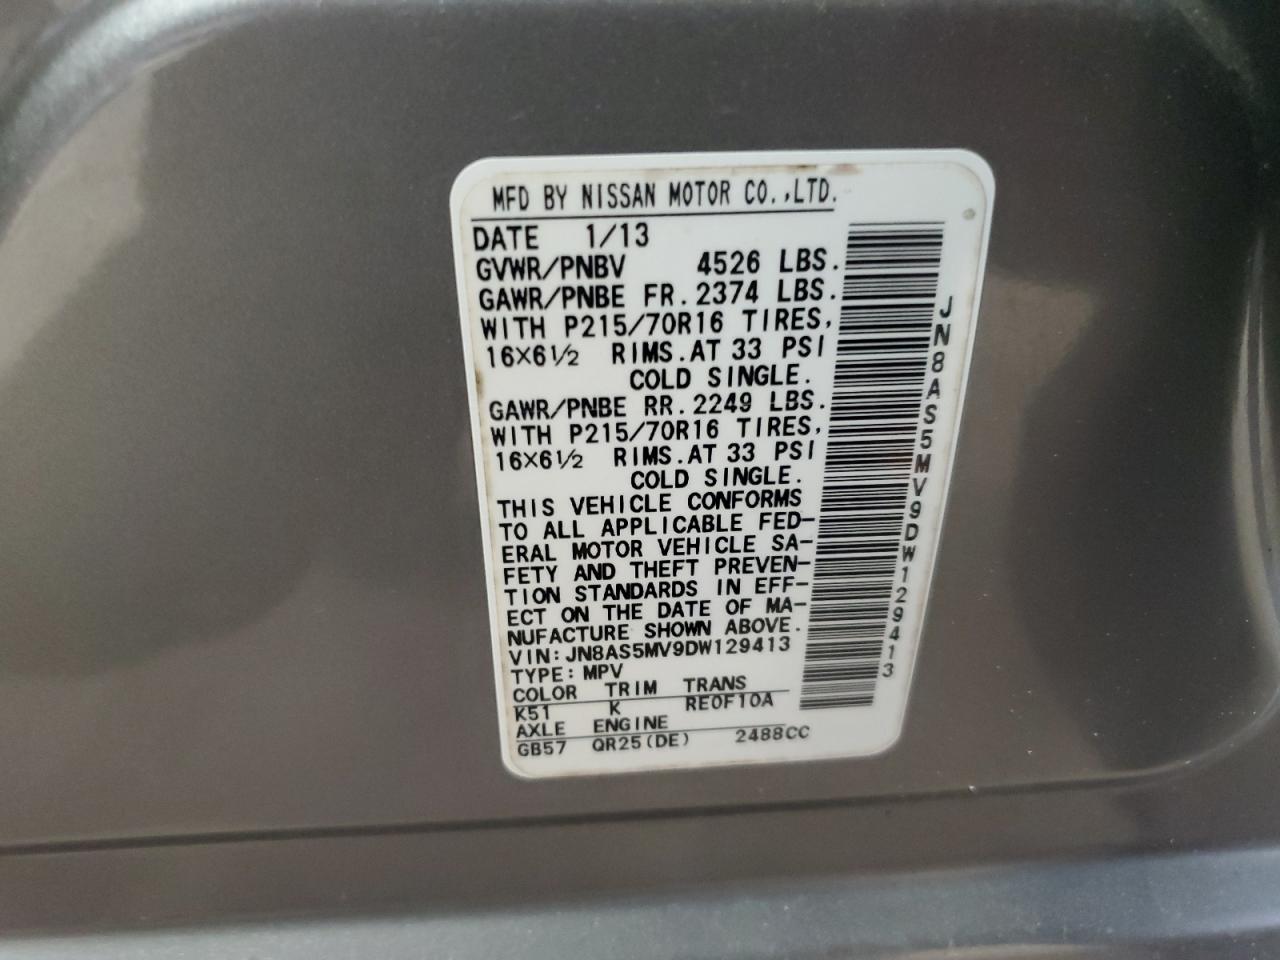 MFD BY NISSAN MOTOR CO.,LTD.
DATE 1/13
GVWR/PNBV 4526 LBS.
GAWR/PNBE FR. 2374 LBS.
WITH P215/70R16 TIRES,
16×6½ RIMS. AT 33 PSI
COLD SINGLE.
GAWR/PNBE RR. 2249 LBS.
WITH P215/70R16 TIRES,
16×6½ RIMS. AT 33 PSI
COLD SINGLE.
THIS VEHICLE CONFORMS
TO ALL APPLICABLE FED-
ERAL MOTOR VEHICLE SA-
FETY AND THEFT PREVEN-
TION STANDARDS IN EFF-
ECT ON THE DATE OF MA-
NUFACTURE SHOWN ABOVE.
VIN: JN8AS5MV9DW129413
TYPE: MPV
COLOR TRIM TRANS
K51 K RE0F10A
AXLE ENGINE
GB57 QR25(DE) 2488CC
JN8AS5MV9DW129413